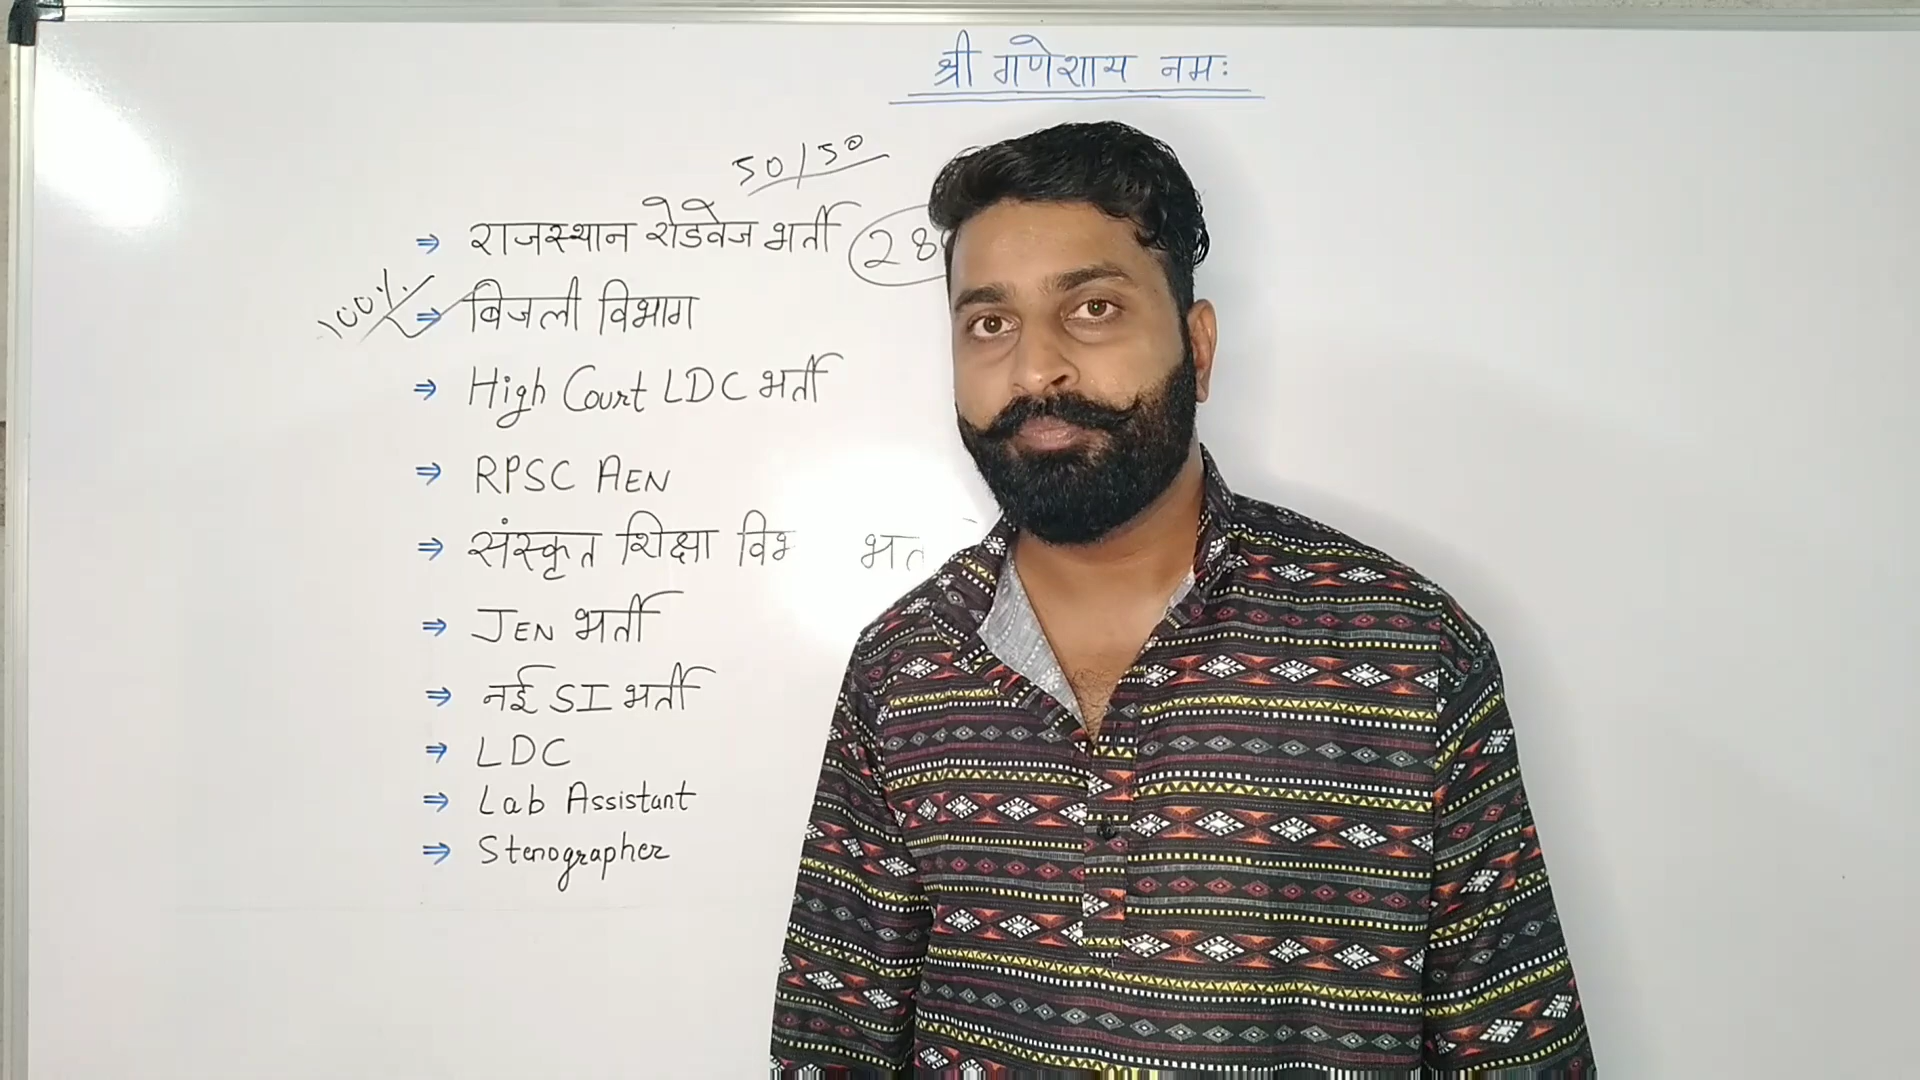 श्री गणेशाय नमः
50/50
⇒ राजस्थान रोडवेज भर्ती 28
100% ⇒ बिजली विभाग
⇒ High Court LDC भर्ती
⇒ RPSC AEN
⇒ संस्कृत शिक्षा
⇒ JEN भर्ती
⇒ नई SI भर्ती
⇒ LDC
⇒ Lab Assistant
⇒ Stenographer